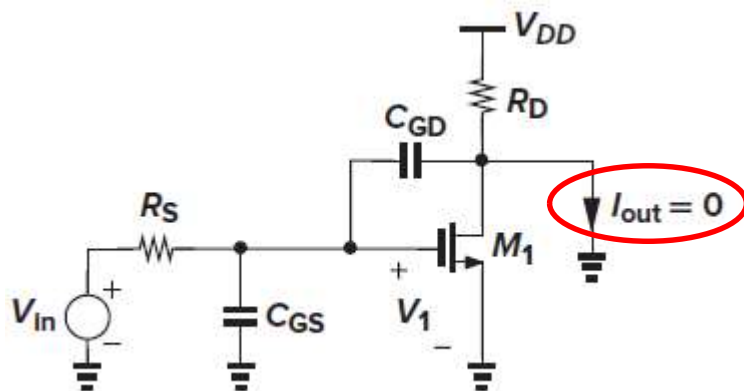 V_DD
R_D
C_GD
R_S
I_out = 0
+
M_1
+
V_in
C_GS
V_1
−
−